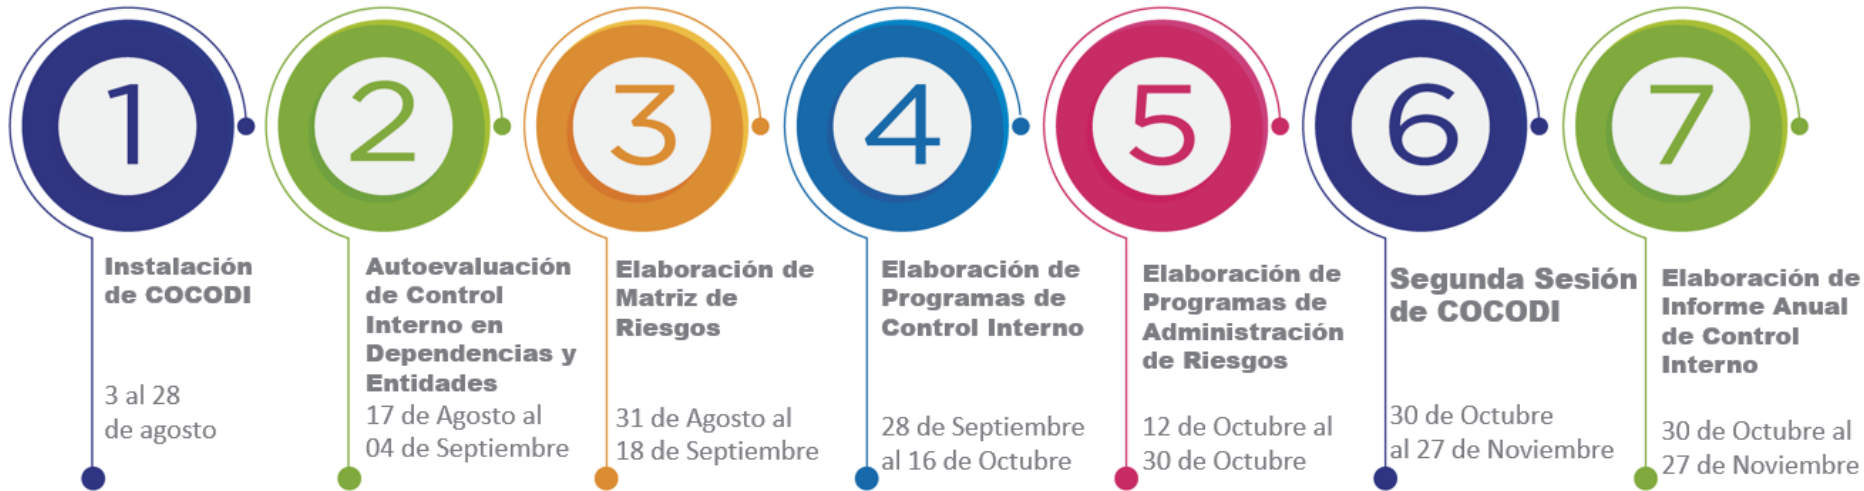 1
Instalación
de COCODI
3 al 28
de agosto
2
Autoevaluación
de Control
Interno en
Dependencias y
Entidades
17 de Agosto al
04 de Septiembre
3
Elaboración de
Matriz de
Riesgos
31 de Agosto al
18 de Septiembre
4
Elaboración de
Programas de
Control Interno
28 de Septiembre
al 16 de Octubre
5
Elaboración de
Programas de
Administración
de Riesgos
12 de Octubre al
30 de Octubre
6
Segunda Sesión
de COCODI
30 de Octubre
al 27 de Noviembre
7
Elaboración de
Informe Anual
de Control
Interno
30 de Octubre al
27 de Noviembre